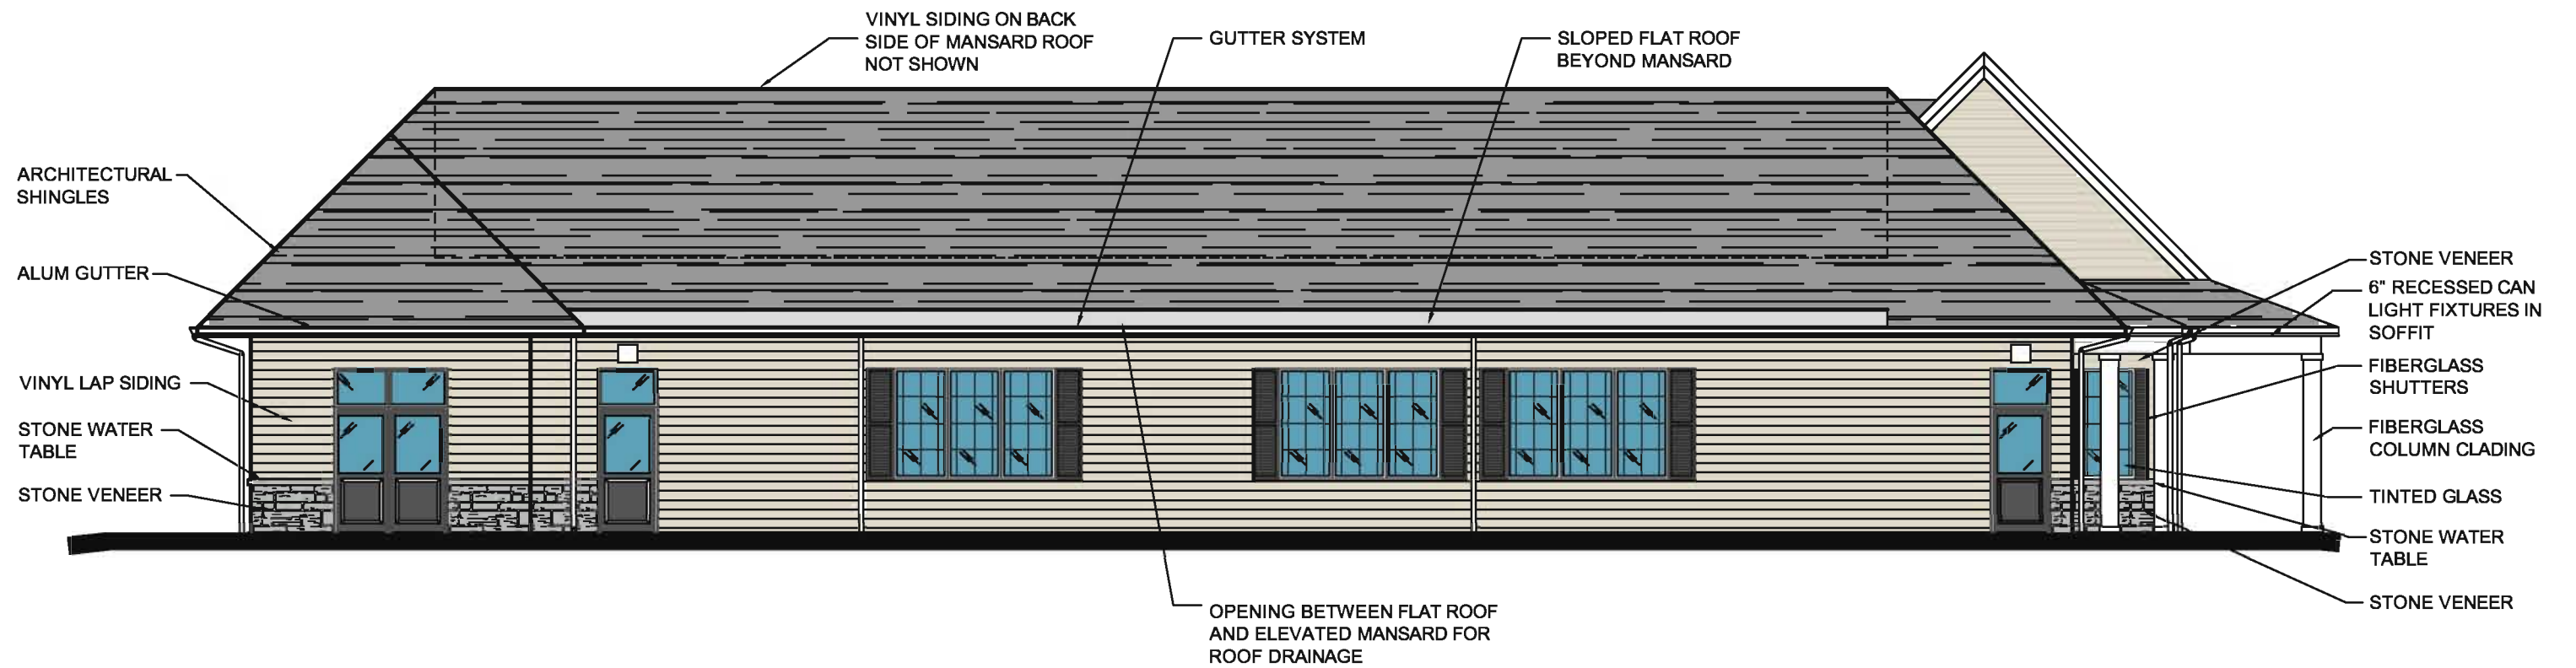 VINYL SIDING ON BACK
SIDE OF MANSARD ROOF
NOT SHOWN
GUTTER SYSTEM
SLOPED FLAT ROOF
BEYOND MANSARD
ARCHITECTURAL
SHINGLES
ALUM GUTTER
VINYL LAP SIDING
STONE WATER
TABLE
STONE VENEER
STONE VENEER
6" RECESSED CAN
LIGHT FIXTURES IN
SOFFIT
FIBERGLASS
SHUTTERS
FIBERGLASS
COLUMN CLADING
TINTED GLASS
STONE WATER
TABLE
STONE VENEER
OPENING BETWEEN FLAT ROOF
AND ELEVATED MANSARD FOR
ROOF DRAINAGE